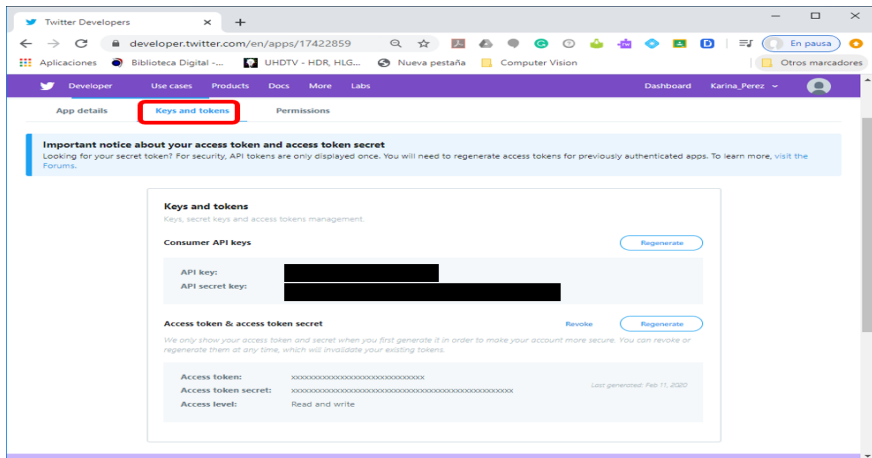 Twitter Developers
developer.twitter.com/en/apps/17422859
En pausa
Aplicaciones
Biblioteca Digital -...
UHDTV - HDR, HLG...
Nueva pestaña
Computer Vision
Otros marcadores
Developer Use cases Products Docs More Labs Dashboard Karina_Perez
App details Keys and tokens Permissions
Important notice about your access token and access token secret
Looking for your secret token? For security, API tokens are only displayed once. You will need to regenerate access tokens for previously authenticated apps. To learn more, visit the
Forums.
Keys and tokens
Keys, secret keys and access tokens management.
Consumer API keys
Regenerate
API key:
API secret key:
Access token & access token secret
Revoke
Regenerate
We only show your access token and secret when you first generate it in order to make your account more secure. You can revoke or
regenerate them at any time, which will invalidate your existing tokens.
Access token: xxxxxxxxxxxxxxxxxxxxxxxxxxxxxx
Access token secret: xxxxxxxxxxxxxxxxxxxxxxxxxxxxxxxxxxxxxxxxxxxxxxxxxx
Last generated: Feb 11, 2020
Access level: Read and write